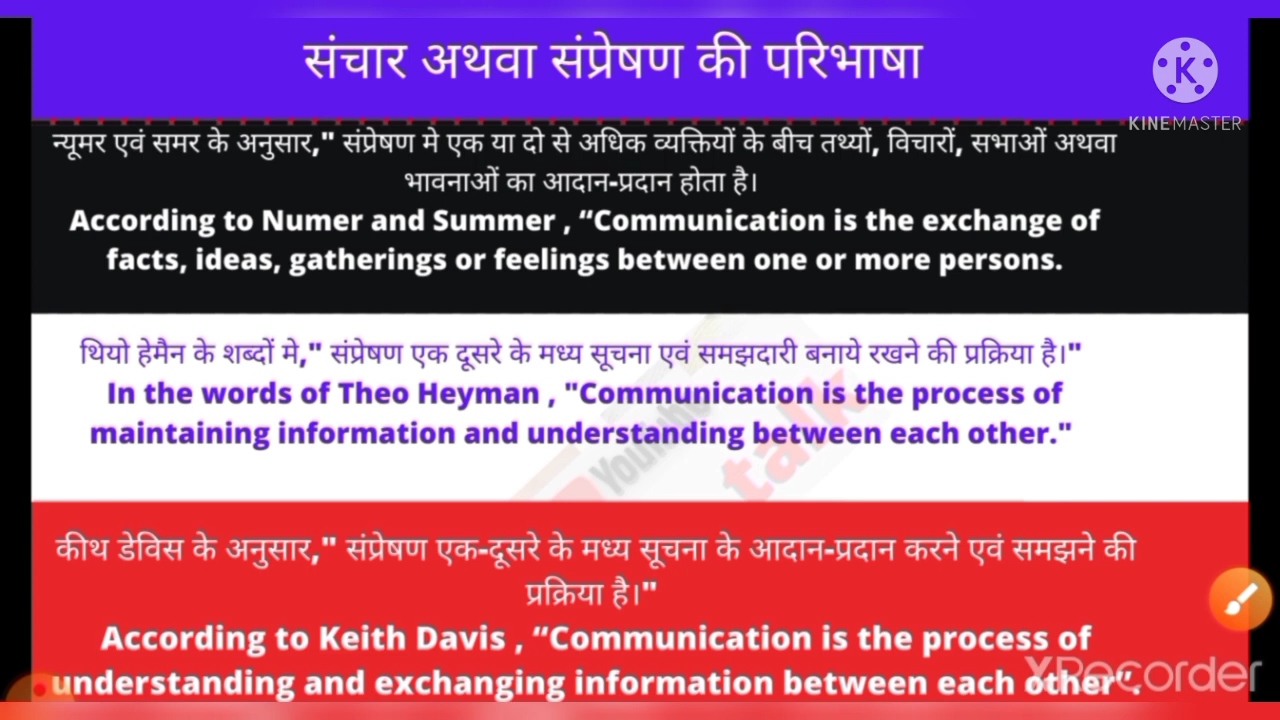 संचार अथवा संप्रेषण की परिभाषा
K
KINEMASTER
न्यूमर एवं समर के अनुसार," संप्रेषण मे एक या दो से अधिक व्यक्तियों के बीच तथ्यों, विचारों, सभाओं अथवा
भावनाओं का आदान-प्रदान होता है।
According to Numer and Summer , “Communication is the exchange of
facts, ideas, gatherings or feelings between one or more persons.
थियो हेमैन के शब्दों मे," संप्रेषण एक दूसरे के मध्य सूचना एवं समझदारी बनाये रखने की प्रक्रिया है।"
In the words of Theo Heyman , "Communication is the process of
maintaining information and understanding between each other."
Youtube
talk
कीथ डेविस के अनुसार," संप्रेषण एक-दूसरे के मध्य सूचना के आदान-प्रदान करने एवं समझने की
प्रक्रिया है।"
According to Keith Davis , “Communication is the process of
understanding and exchanging information between each other”.
XRecorder